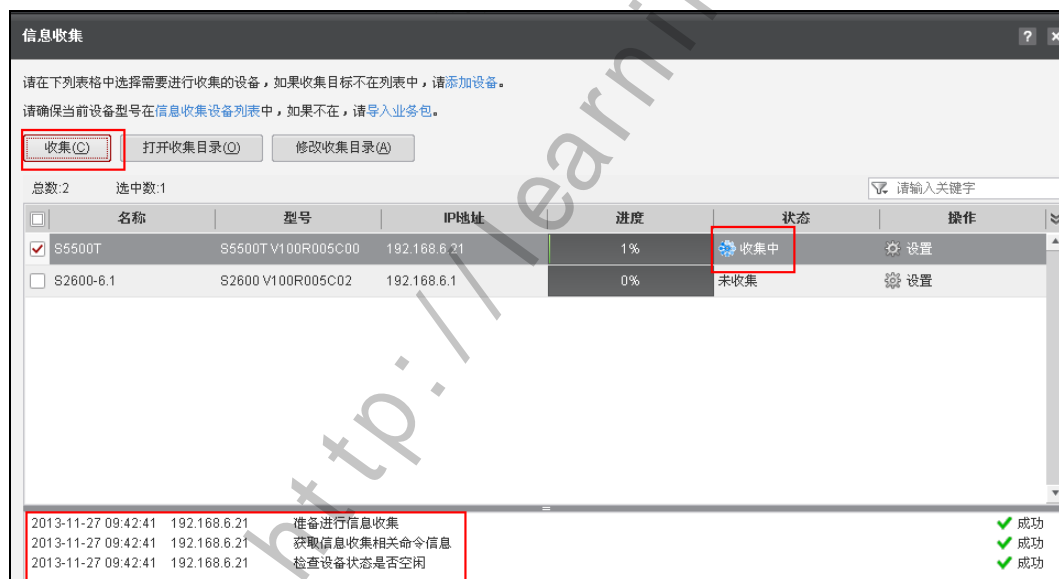 信息收集
请在下列表格中选择需要进行收集的设备，如果收集目标不在列表中，请添加设备。
请确保当前设备型号在信息收集设备列表中，如果不在，请导入业务包。
收集(C) 打开收集目录(O) 修改收集目录(A)
总数:2 选中数:1 请输入关键字
名称 型号 IP地址 进度 状态 操作
S5500T S5500T V100R005C00 192.168.6.21 1% 收集中 设置
S2600-6.1 S2600 V100R005C02 192.168.6.1 0% 未收集 设置
2013-11-27 09:42:41 192.168.6.21 准备进行信息收集 成功
2013-11-27 09:42:41 192.168.6.21 获取信息收集相关命令信息 成功
2013-11-27 09:42:41 192.168.6.21 检查设备状态是否空闲 成功
http://learni